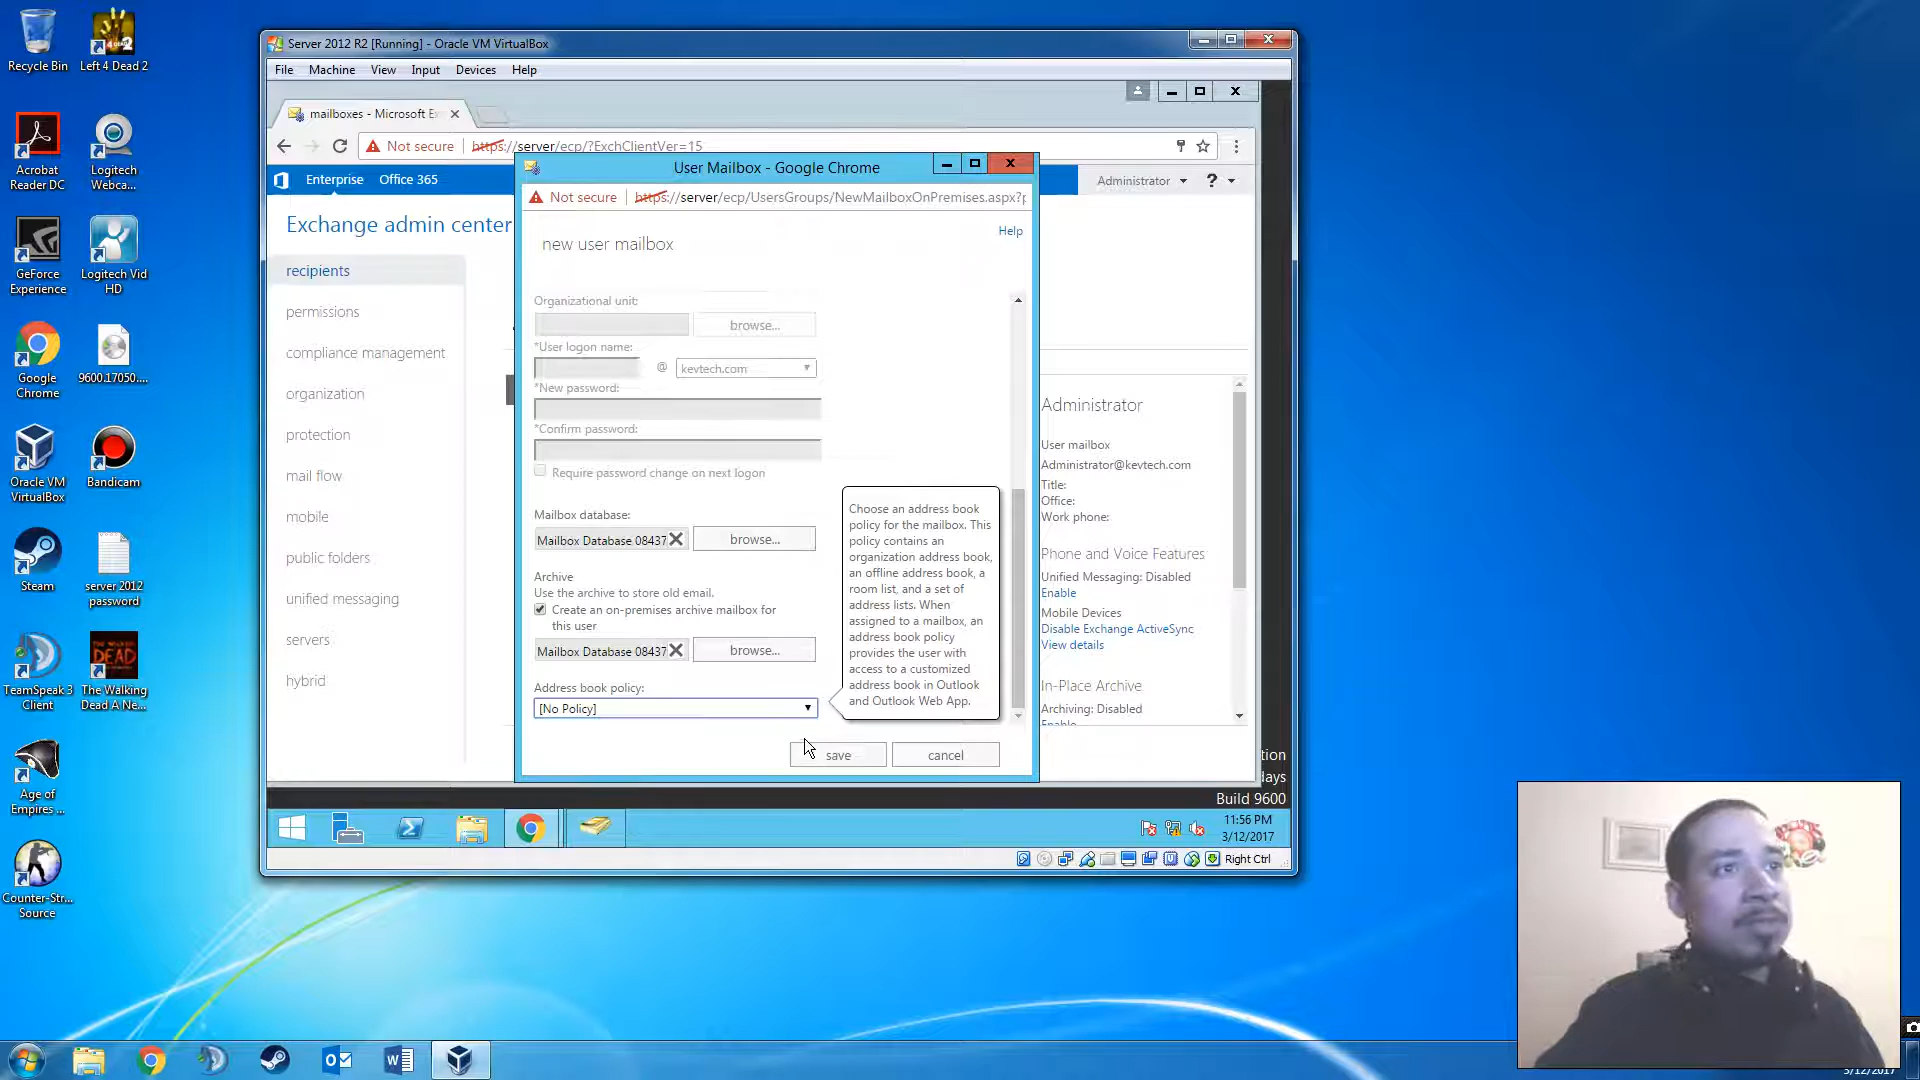 Recycle Bin
Left 4 Dead 2
Acrobat
Reader DC
Logitech
Webca...
GeForce
Experience
Logitech Vid
HD
Google
Chrome
9600.17050....
Oracle VM
VirtualBox
Bandicam
Steam
server 2012
password
TeamSpeak 3
Client
The Walking
Dead A Ne...
Age of
Empires ...
Counter-Str...
Source
Server 2012 R2 [Running] - Oracle VM VirtualBox
File Machine View Input Devices Help
mailboxes - Microsoft Ex
Not secure https://server/ecp/?ExchClientVer=15
Enterprise Office 365
Administrator ?
Exchange admin center
recipients
permissions
compliance management
organization
protection
mail flow
mobile
public folders
unified messaging
servers
hybrid
User Mailbox - Google Chrome
Not secure https://server/ecp/UsersGroups/NewMailboxOnPremises.aspx?p
Help
new user mailbox
Organizational unit:
browse...
*User logon name:
@ kevtech.com
*New password:
*Confirm password:
Require password change on next logon
Mailbox database:
Mailbox Database 08437 browse...
Archive
Use the archive to store old email.
Create an on-premises archive mailbox for
this user
Mailbox Database 08437 browse...
Address book policy:
[No Policy]
save cancel
Choose an address book
policy for the mailbox. This
policy contains an
organization address book,
an offline address book, a
room list, and a set of
address lists. When
assigned to a mailbox, an
address book policy
provides the user with
access to a customized
address book in Outlook
and Outlook Web App.
Administrator
User mailbox
Administrator@kevtech.com
Title:
Office:
Work phone:
Phone and Voice Features
Unified Messaging: Disabled
Enable
Mobile Devices
Disable Exchange ActiveSync
View details
In-Place Archive
Archiving: Disabled
Enable
tion
days
Build 9600
11:56 PM
3/12/2017
Right Ctrl
3/12/2017